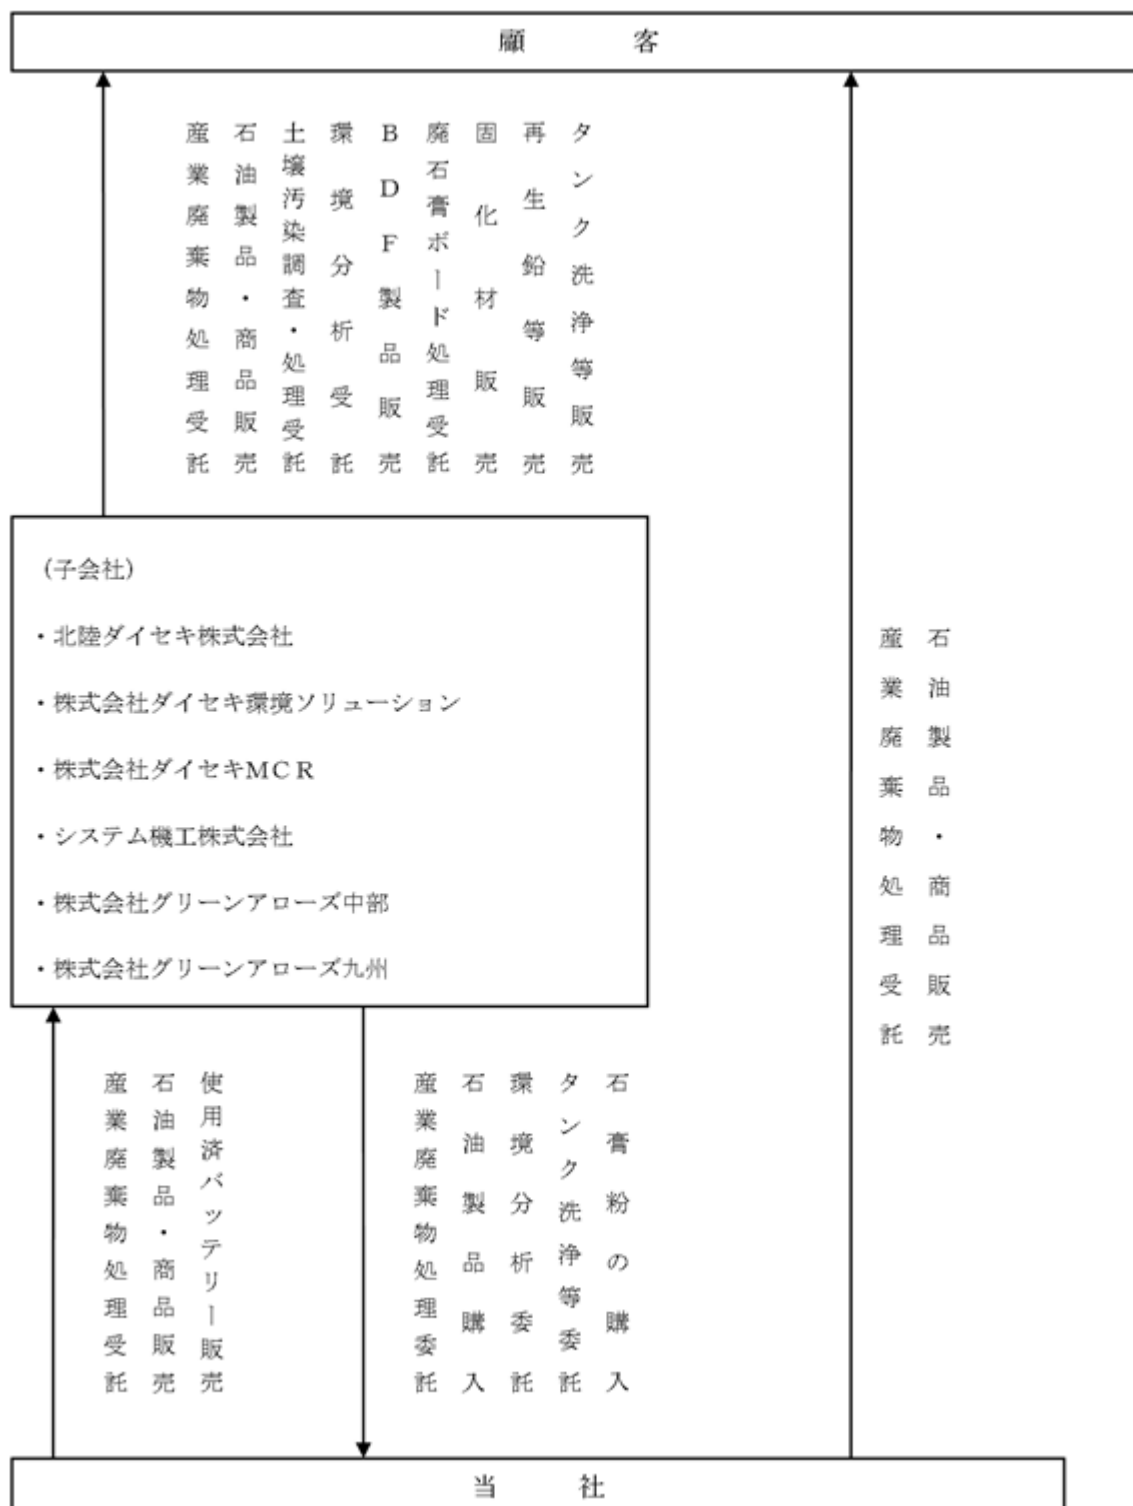 顧客
産業廃棄物処理受託
石油製品・商品販売
土壌汚染調査・処理受託
環境分析受託
BDF製品販売
廃石膏ボード処理受託
固化材販売
再生鉛等販売
タンク洗浄等販売
(子会社)
・北陸ダイセキ株式会社
・株式会社ダイセキ環境ソリューション
・株式会社ダイセキMCR
・システム機工株式会社
・株式会社グリーンアローズ中部
・株式会社グリーンアローズ九州
産業廃棄物処理受託
石油製品・商品販売
産業廃棄物処理受託
石油製品・商品販売
使用済バッテリー販売
産業廃棄物処理委託
石油製品購入
環境分析委託
タンク洗浄等委託
石膏粉の購入
当社